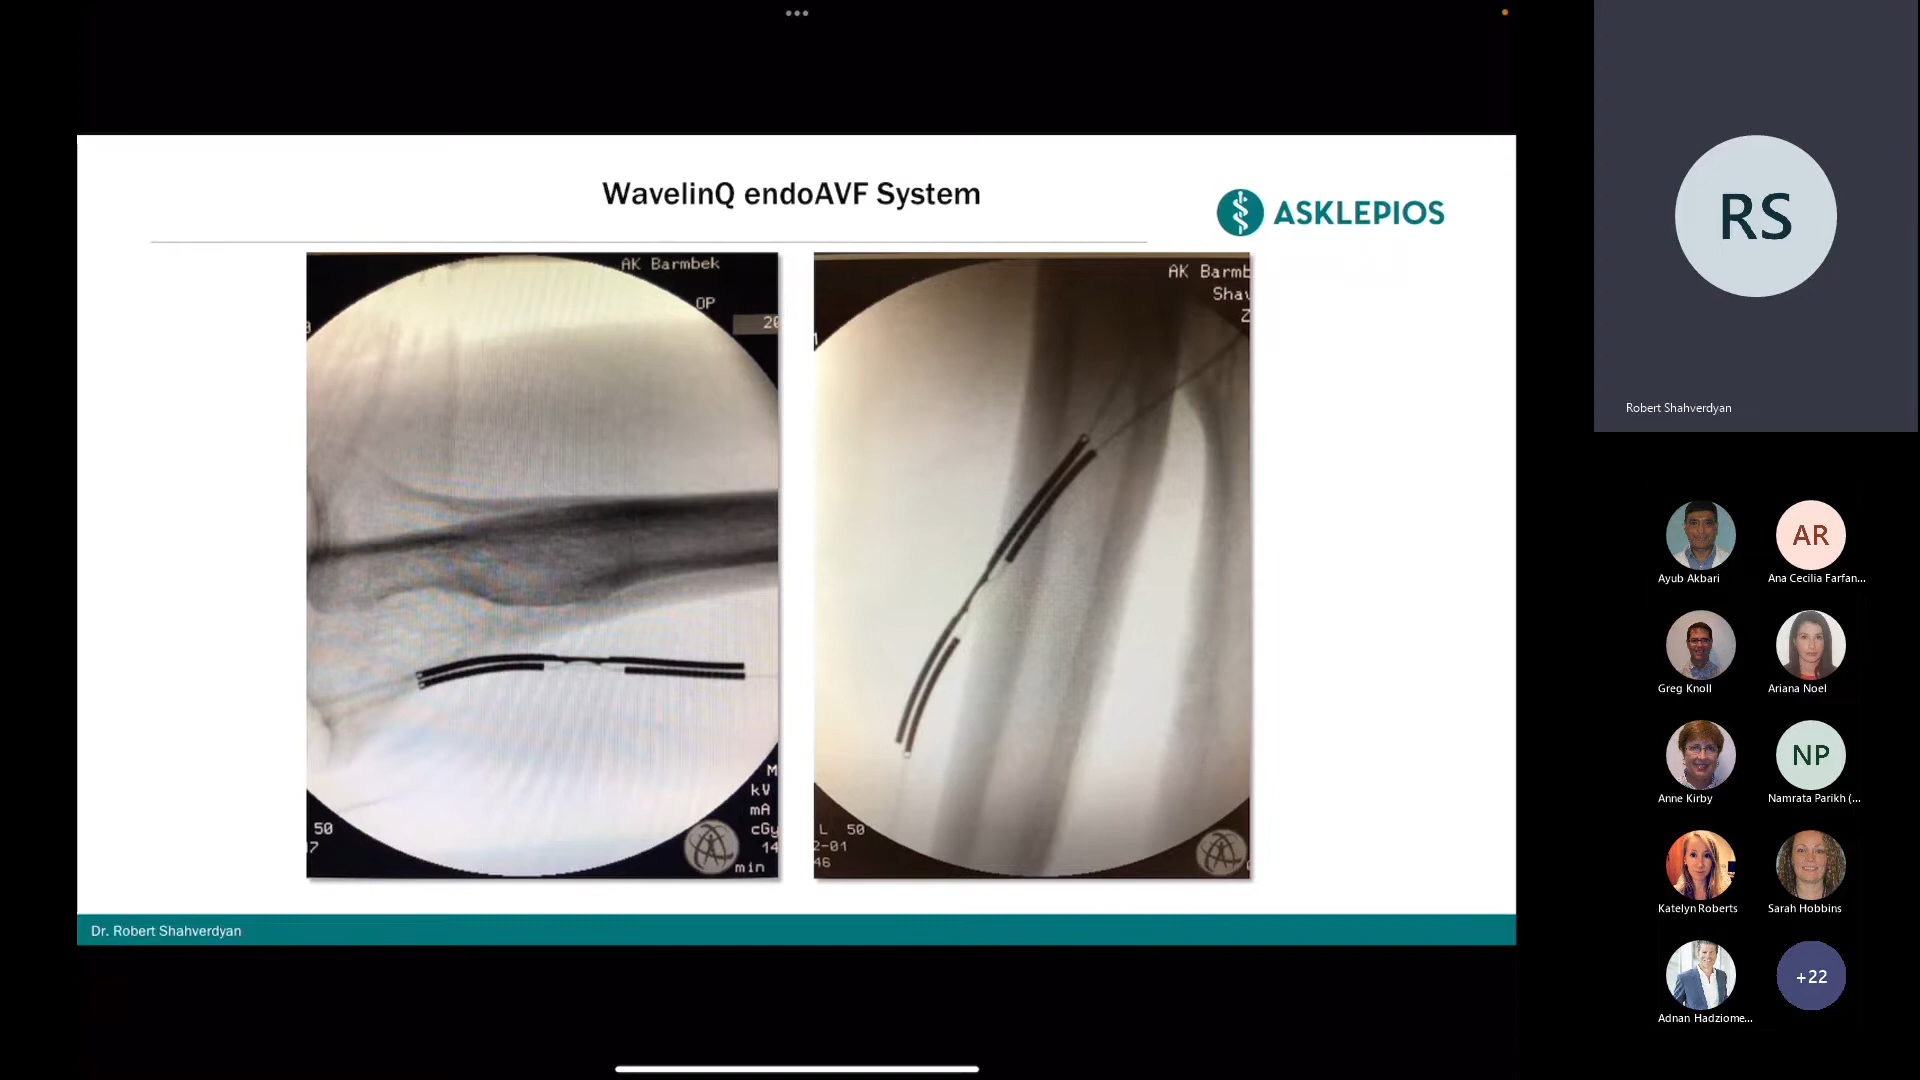 WavelinQ endoAVF System
ASKLEPIOS
AK Barmbek
OP
20
50
7
M
kV
mA
cGy
14
min
AK Barmb
Shav
Z
L 50
2-01
46
Dr. Robert Shahverdyan
RS
Robert Shahverdyan
Ayub Akbari
AR
Ana Cecilia Farfan...
Greg Knoll
Ariana Noel
Anne Kirby
NP
Namrata Parikh (...
Katelyn Roberts
Sarah Hobbins
Adnan Hadziome...
+22